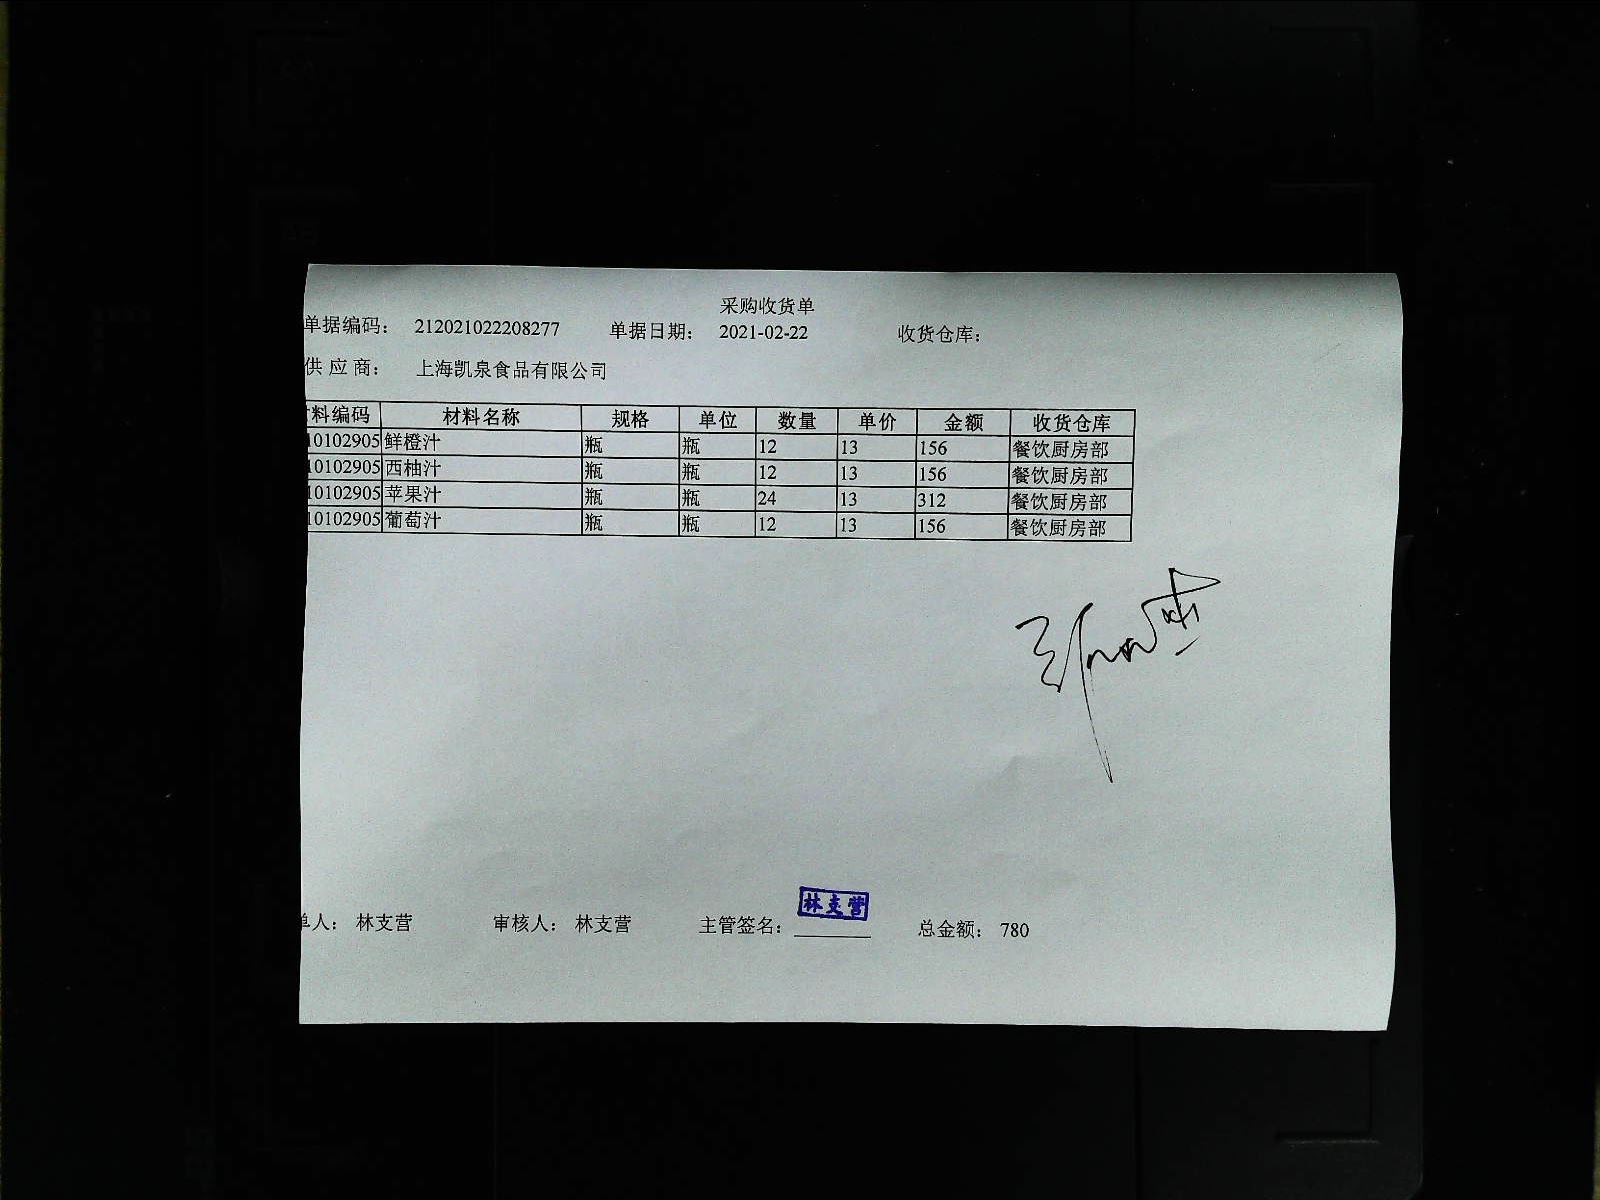 采购收货单
单据编码: 212021022208277 单据日期: 2021-02-22 收货仓库:
供应商: 上海凯泉食品有限公司
料编码 材料名称 规格 单位 数量 单价 金额 收货仓库
10102905 鲜橙汁 瓶 瓶 12 13 156 餐饮厨房部
10102905 西柚汁 瓶 瓶 12 13 156 餐饮厨房部
10102905 苹果汁 瓶 瓶 24 13 312 餐饮厨房部
10102905 葡萄汁 瓶 瓶 12 13 156 餐饮厨房部
林支营
单人: 林支营 审核人: 林支营 主管签名: 总金额: 780